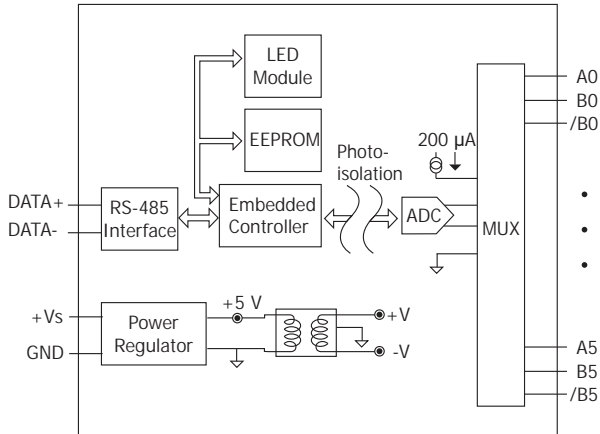 LED
Module
EEPROM
A0
B0
/B0
200 µA
Photo-
isolation
DATA+
DATA-
RS-485
Interface
Embedded
Controller
ADC
MUX
+Vs
GND
Power
Regulator
+5 V
+V
-V
A5
B5
/B5